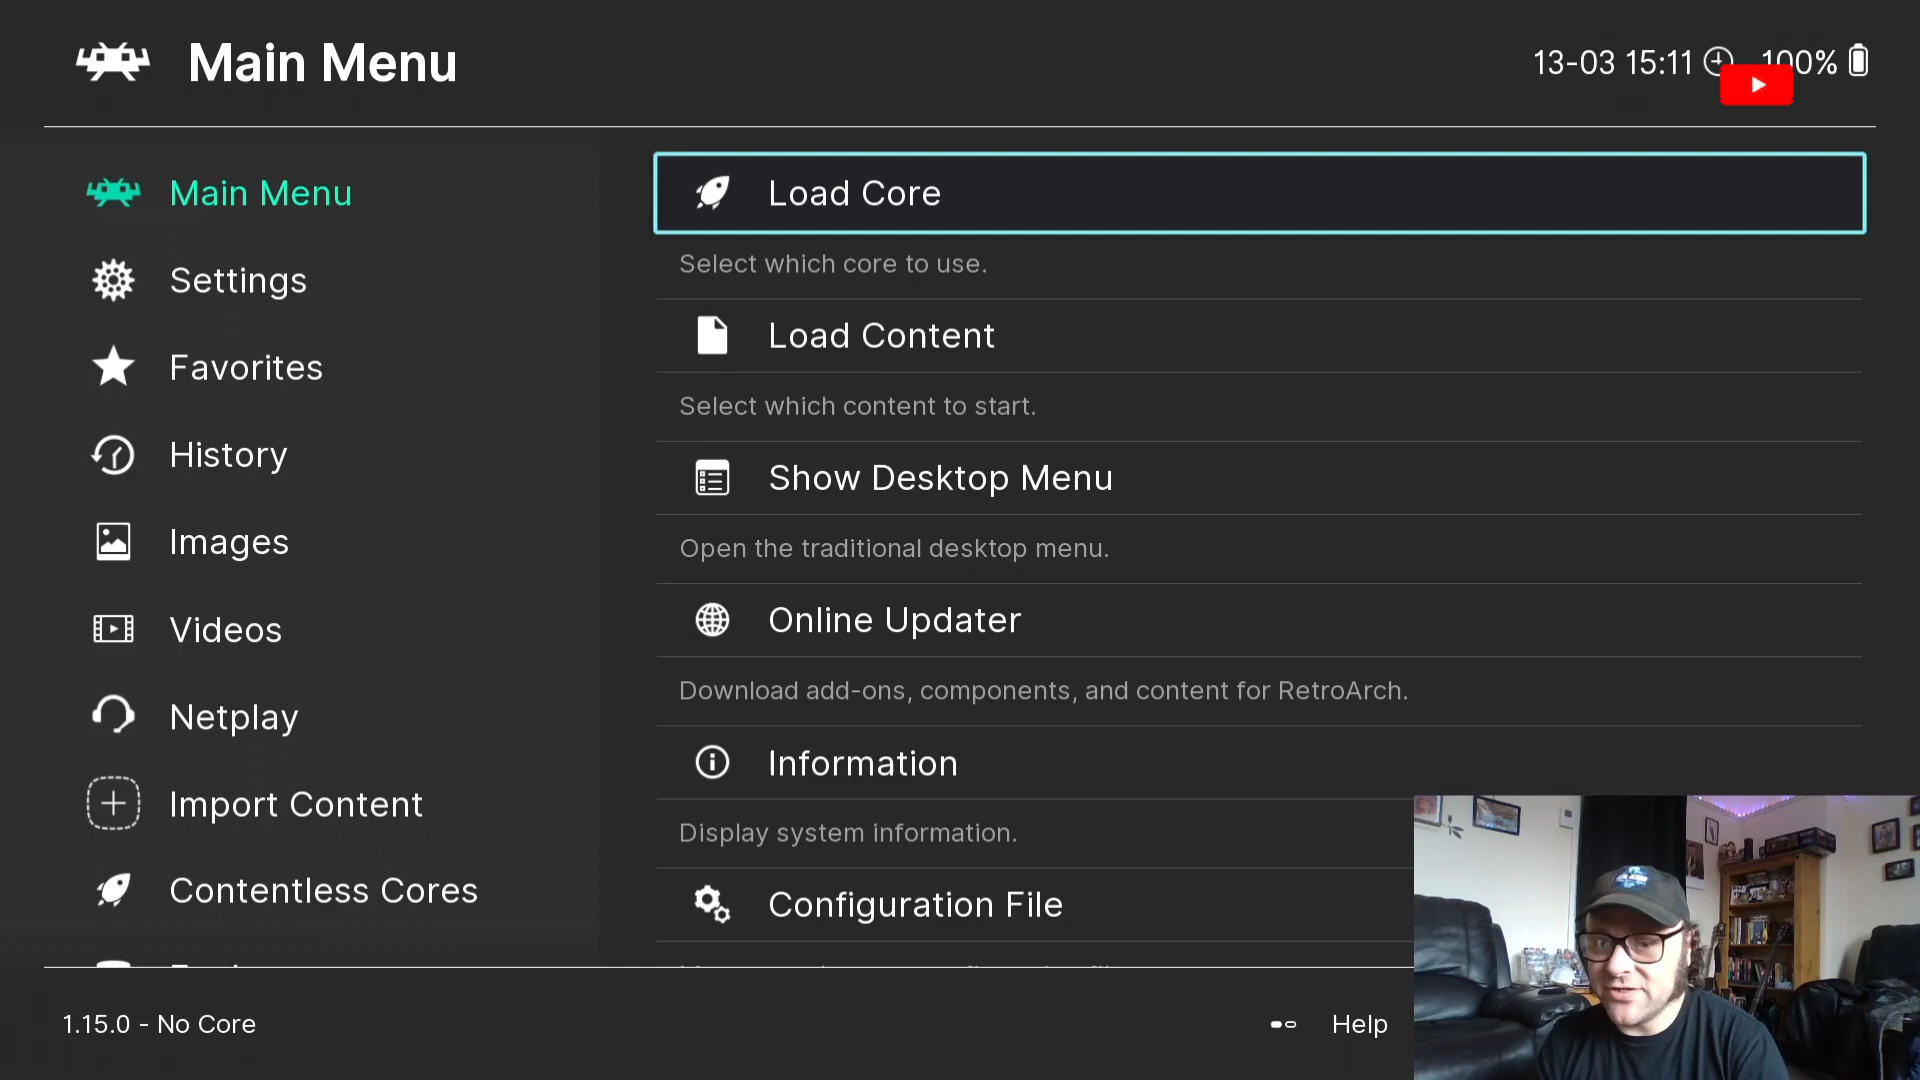 Main Menu
13-03 15:11
100%
Main Menu
Settings
Favorites
History
Images
Videos
Netplay
Import Content
Contentless Cores
Load Core
Select which core to use.
Load Content
Select which content to start.
Show Desktop Menu
Open the traditional desktop menu.
Online Updater
Download add-ons, components, and content for RetroArch.
Information
Display system information.
Configuration File
1.15.0 - No Core
Help